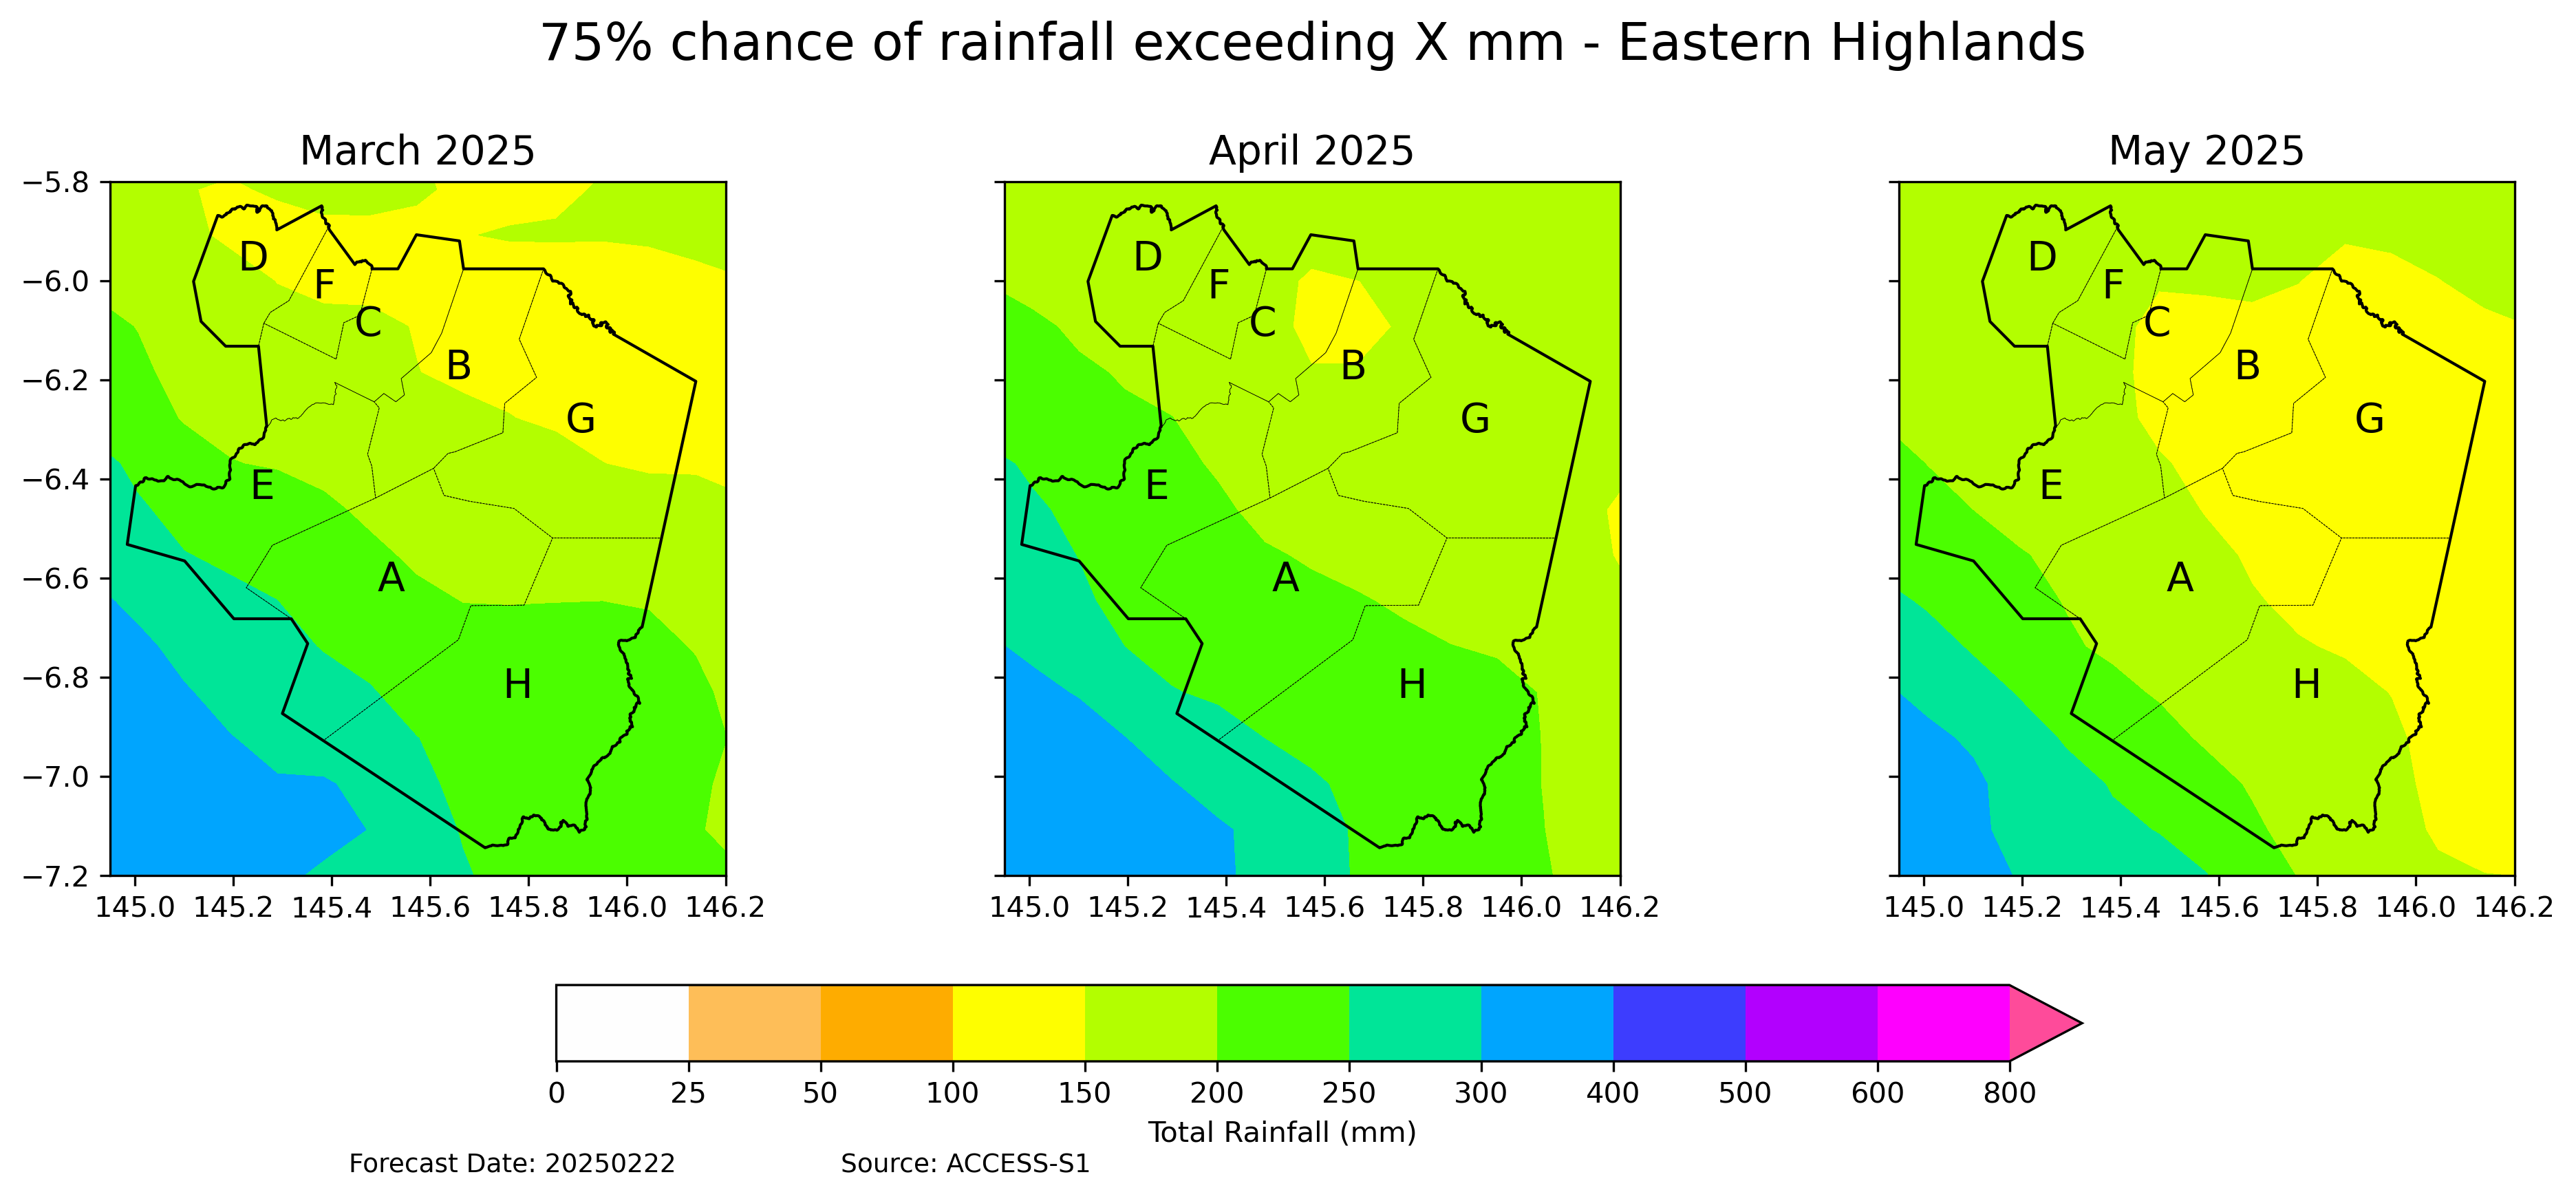 75% chance of rainfall exceeding X mm - Eastern Highlands
March 2025
April 2025
May 2025
−5.8
−6.0
−6.2
−6.4
−6.6
−6.8
−7.0
−7.2
D
F
C
B
G
E
A
H
D
F
C
B
G
E
A
H
D
F
C
B
G
E
A
H
145.0 145.2 145.4 145.6 145.8 146.0 146.2
145.0 145.2 145.4 145.6 145.8 146.0 146.2
145.0 145.2 145.4 145.6 145.8 146.0 146.2
0 25 50 100 150 200 250 300 400 500 600 800
Total Rainfall (mm)
Forecast Date: 20250222
Source: ACCESS-S1